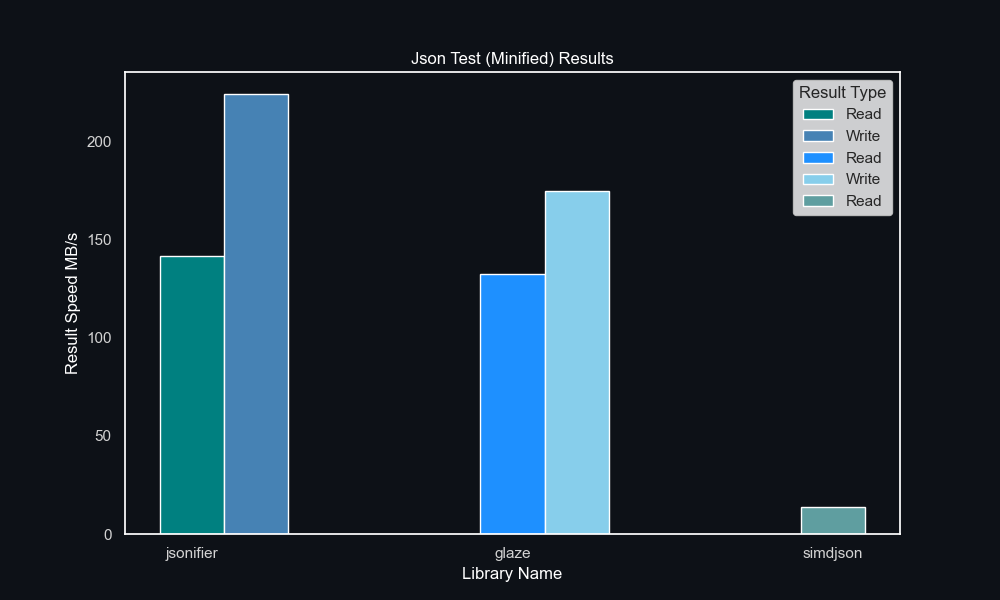 Json Test (Minified) Results
Result Type
Read
Write
Read
Write
Read
Result Speed MB/s
200
150
100
50
0
jsonifier glaze simdjson
Library Name